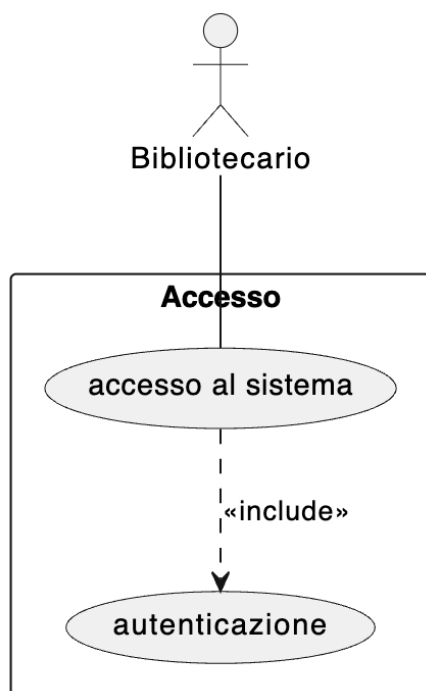 Bibliotecario
Accesso
accesso al sistema
«include»
autenticazione